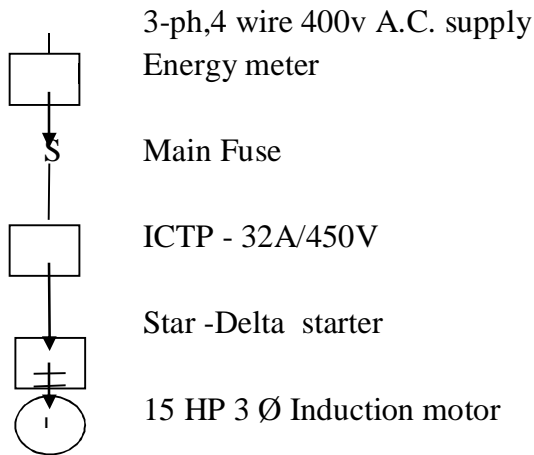 3-ph,4 wire 400v A.C. supply
Energy meter
S Main Fuse
ICTP - 32A/450V
Star -Delta starter
15 HP 3 Ø Induction motor